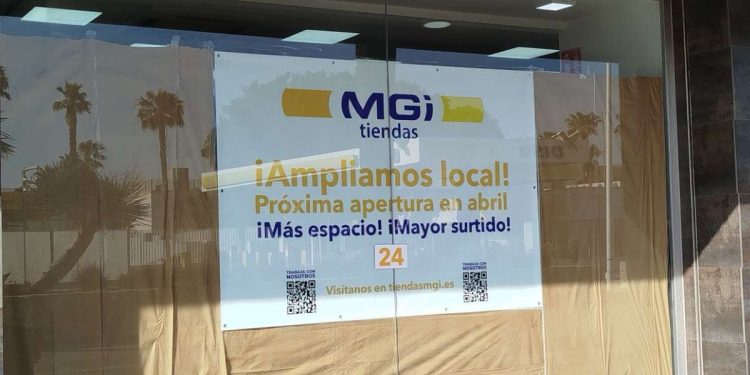 MGi
tiendas
¡Ampliamos local!
Próxima apertura en abril
¡Más espacio! ¡Mayor surtido!
24
TRABAJA CON
NOSOTROS
Visítanos en tiendasmgi.es
TRABAJA CON
NOSOTROS